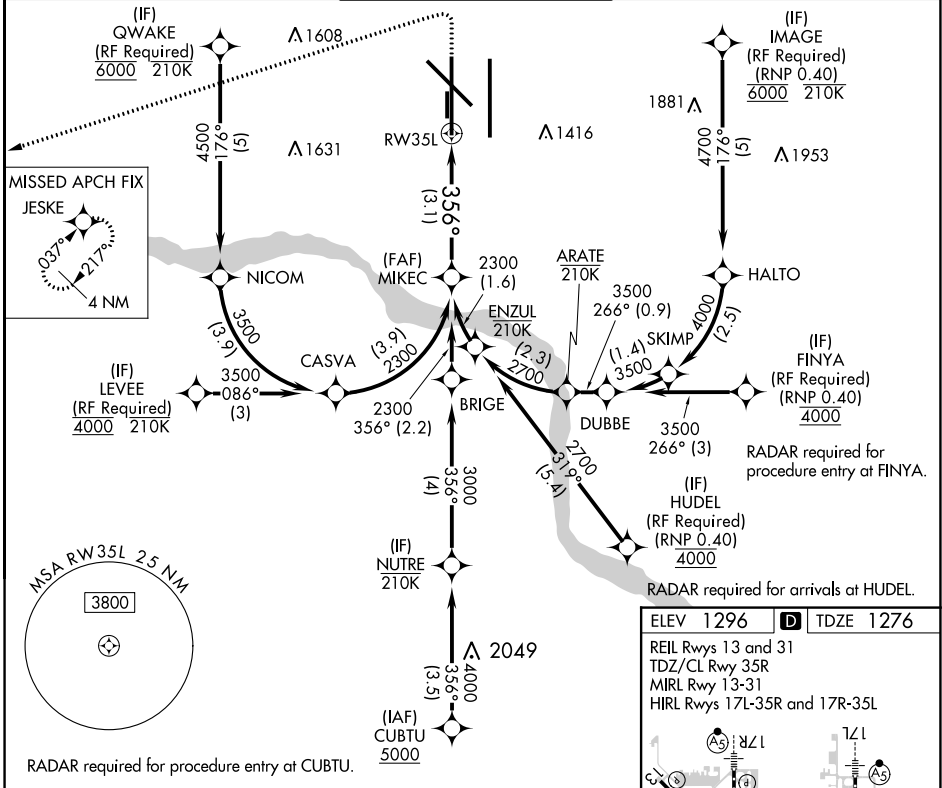 (IF)
QWAKE
(RF Required)
6000 210K
1608
(IF)
IMAGE
(RF Required)
(RNP 0.40)
6000 210K
1881
4500
176°
(5)
1631
RW35L
1416
4700
176°
(5)
1953
MISSED APCH FIX
JESKE
037°
217°
4 NM
356°
(3.1)
NICOM
(FAF)
MIKEC
2300
(1.6)
ARATE
210K
HALTO
3500
(3.9)
ENZUL
210K
3500
266° (0.9)
4000
(2.5)
SKIMP
CASVA
(3.9)
2300
(2.3)
2700
(1.4)
3500
(IF)
FINYA
(RF Required)
(RNP 0.40)
4000
(IF)
LEVEE
(RF Required)
4000 210K
3500
086°
(3)
2300
356° (2.2)
BRIGE
DUBBE
3500
266° (3)
RADAR required for
procedure entry at FINYA.
3000
356°
(4)
2700
319°
(5.4)
(IF)
HUDEL
(RF Required)
(RNP 0.40)
4000
(IF)
NUTRE
210K
RADAR required for arrivals at HUDEL.
MSA RW35L 25 NM
3800
4000
356°
(3.5)
2049
(IAF)
CUBTU
5000
RADAR required for procedure entry at CUBTU.
ELEV 1296 D TDZE 1276
REIL Rwys 13 and 31
TDZ/CL Rwy 35R
MIRL Rwy 13-31
HIRL Rwys 17L-35R and 17R-35L
A5
17R
17L
A5
13
P
P